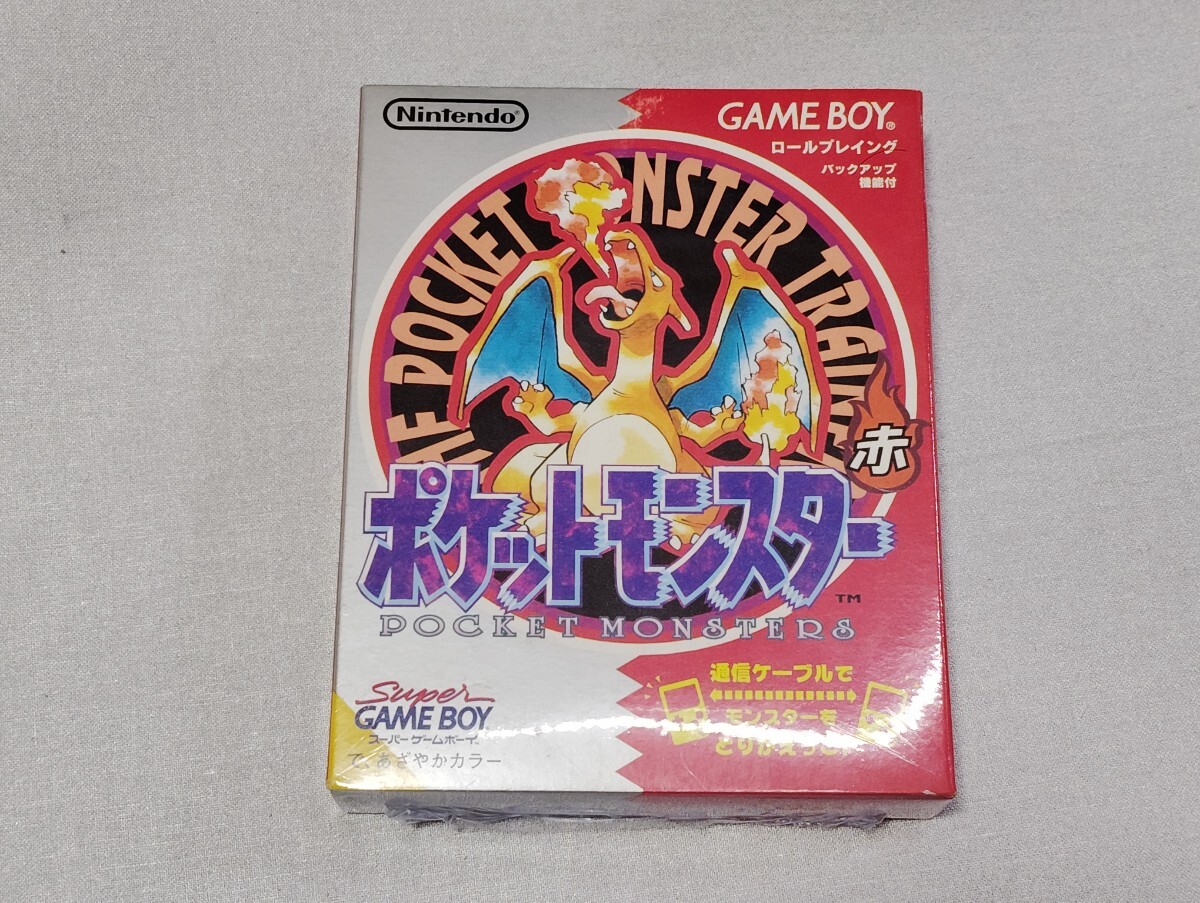 Nintendo®
GAME BOY®
ロールプレイング
バックアップ
機能付
POCKET MONSTER
赤
ポケットモンスター
TM
POCKET MONSTERS
通信ケーブルで
モンスターを
とりかえっこ!
Super
GAME BOY
スーパーゲームボーイ
で、あざやかカラー